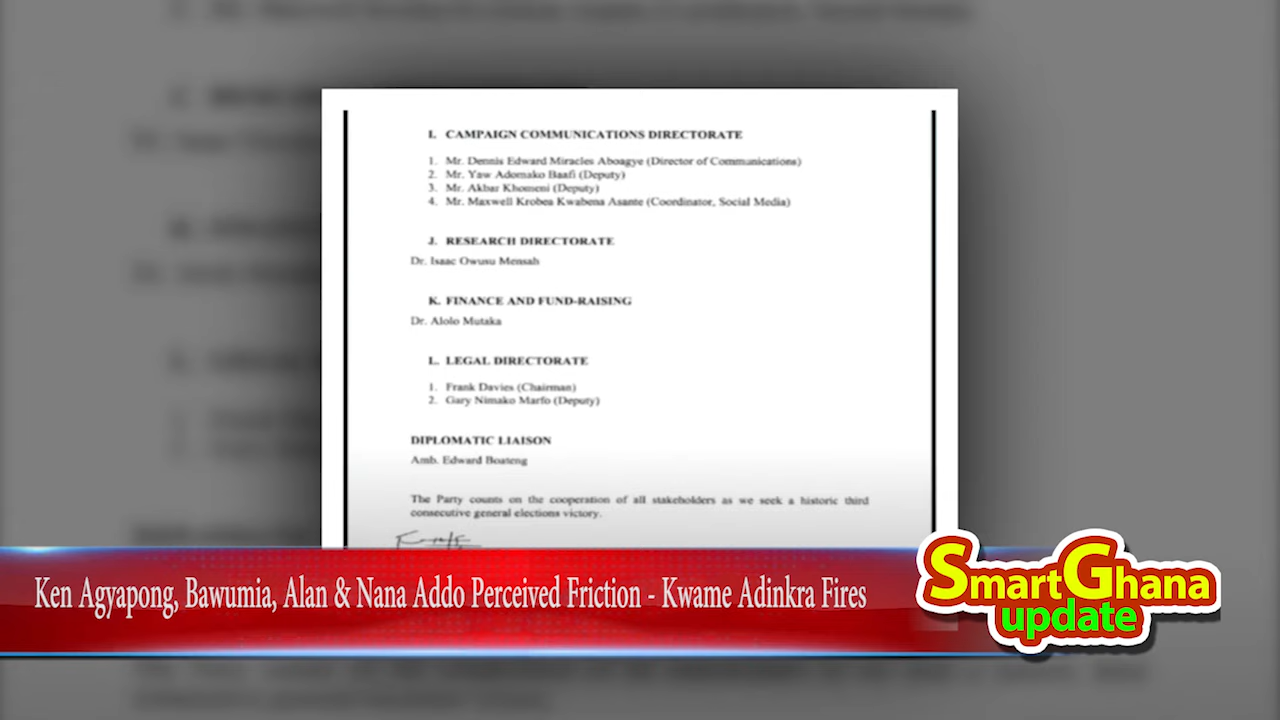 I. CAMPAIGN COMMUNICATIONS DIRECTORATE
1. Mr. Dennis Edward Miracles Aboagye (Director of Communications)
2. Mr. Yaw Adomako Baafi (Deputy)
3. Mr. Akbar Khomeni (Deputy)
4. Mr. Maxwell Krobea Kwabena Asante (Coordinator, Social Media)
J. RESEARCH DIRECTORATE
Dr. Isaac Owusu Mensah
K. FINANCE AND FUND-RAISING
Dr. Alolo Mutaka
L. LEGAL DIRECTORATE
1. Frank Davies (Chairman)
2. Gary Nimako Marfo (Deputy)
DIPLOMATIC LIAISON
Amb. Edward Boateng
The Party counts on the cooperation of all stakeholders as we seek a historic third
consecutive general elections victory.
Ken Agyapong, Bawumia, Alan & Nana Addo Perceived Friction - Kwame Adinkra Fires
SmartGhana
update